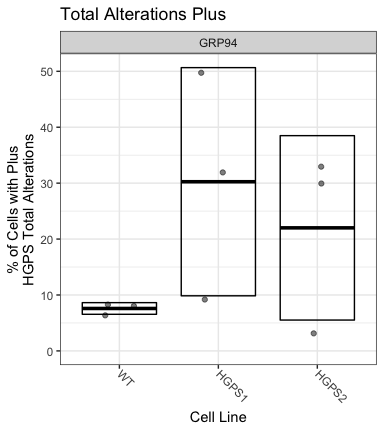 Total Alterations Plus
GRP94
% of Cells with Plus
HGPS Total Alterations
50
40
30
20
10
0
WT
HGPS1
HGPS2
Cell Line